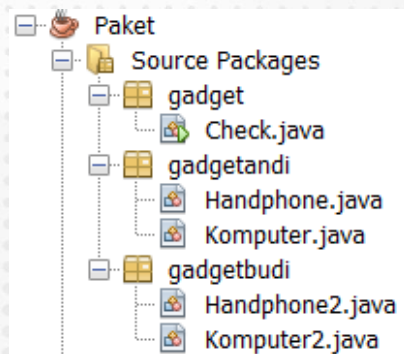 Paket
Source Packages
gadget
Check.java
gadgetandi
Handphone.java
Komputer.java
gadgetbudi
Handphone2.java
Komputer2.java